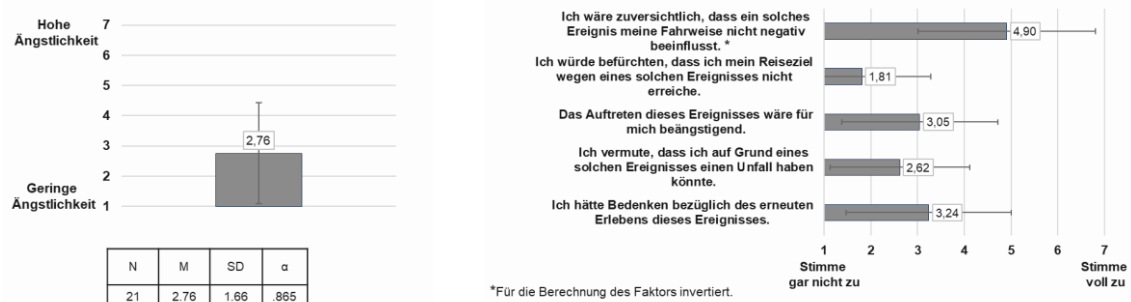 Hohe
Ängstlichkeit
7
6
5
4
3
2
1
2,76
Geringe
Ängstlichkeit
N M SD α
21 2.76 1.66 .865
Ich wäre zuversichtlich, dass ein solches
Ereignis meine Fahrweise nicht negativ
beeinflusst. *
4,90
Ich würde befürchten, dass ich mein Reiseziel
wegen eines solchen Ereignisses nicht
erreiche.
1,81
Das Auftreten dieses Ereignisses wäre für
mich beängstigend.
3,05
Ich vermute, dass ich auf Grund eines
solchen Ereignisses einen Unfall haben
könnte.
2,62
Ich hätte Bedenken bezüglich des erneuten
Erlebens dieses Ereignisses.
3,24
1 2 3 4 5 6 7
Stimme
gar nicht zu
Stimme
voll zu
*Für die Berechnung des Faktors invertiert.